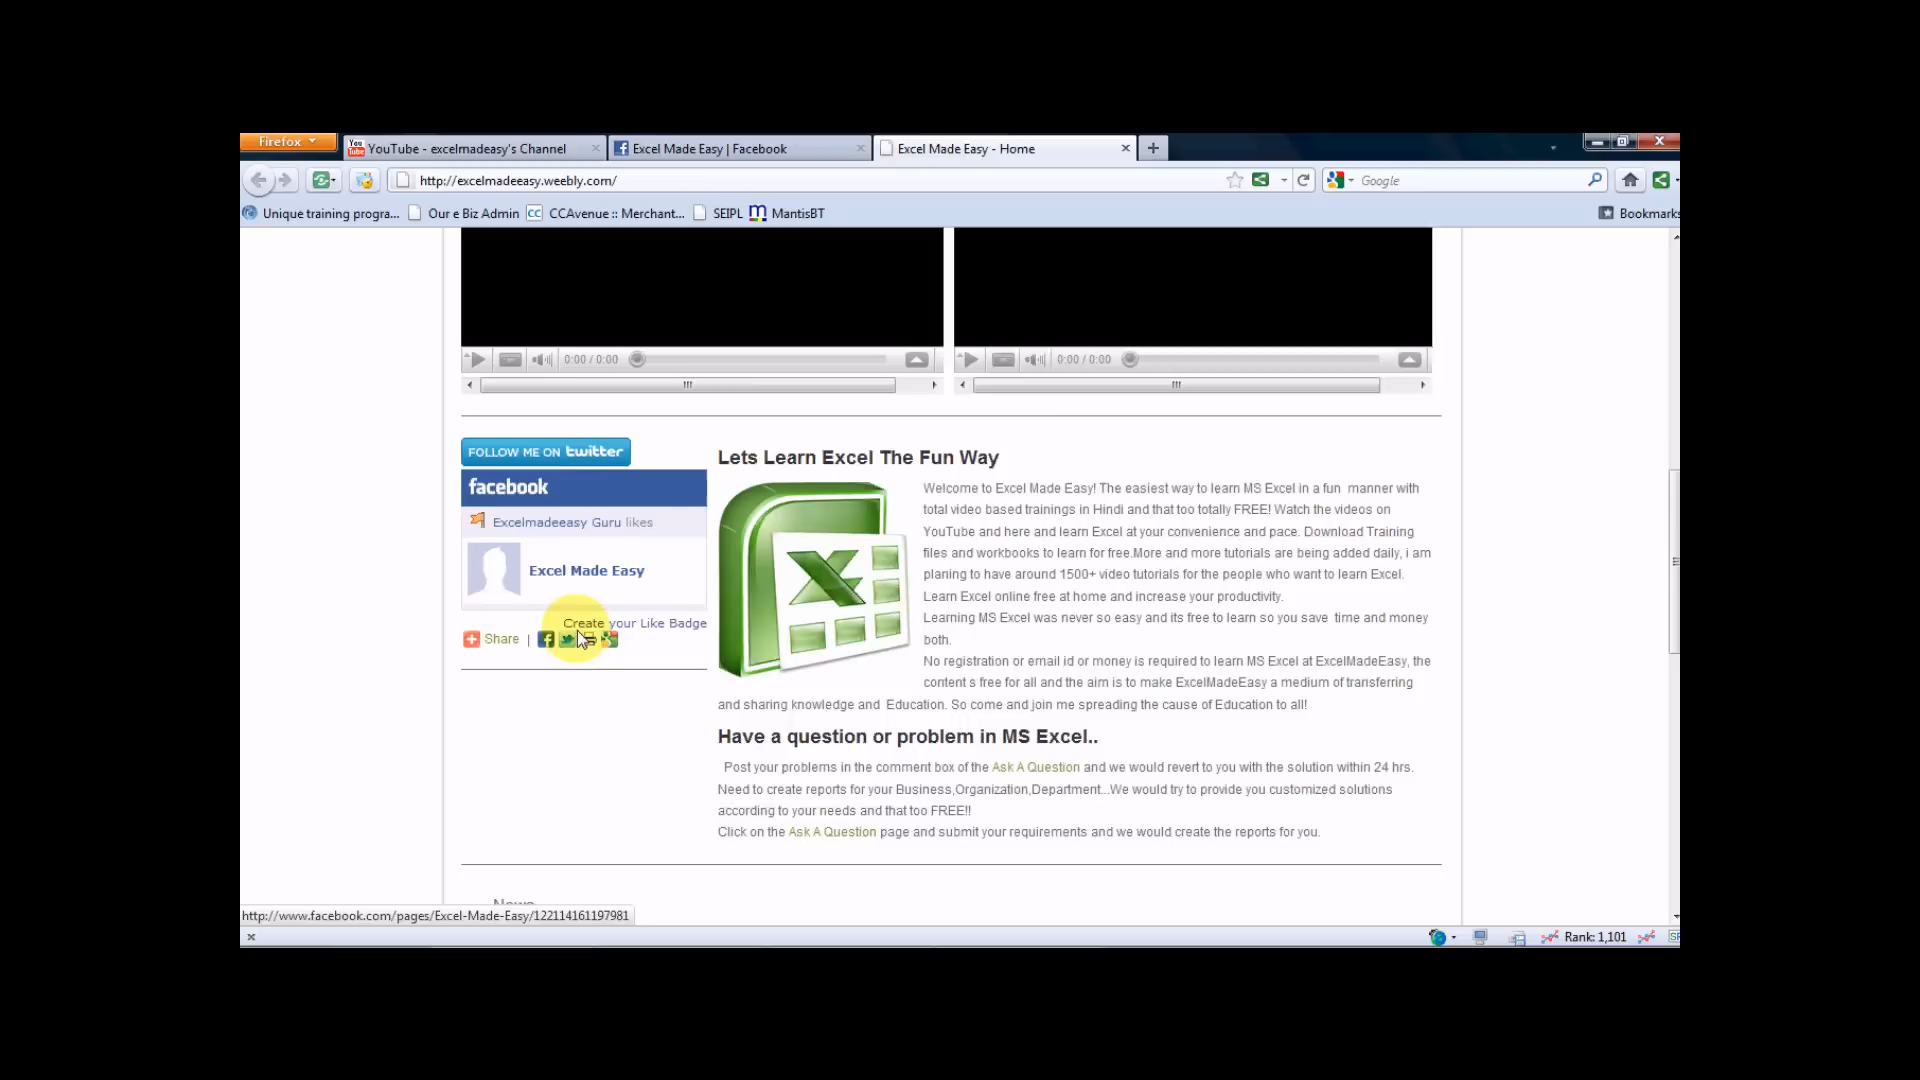 Firefox
YouTube - excelmadeasy's Channel
Excel Made Easy | Facebook
Excel Made Easy - Home
http://excelmadeeasy.weebly.com/
Google
Unique training progra...
Our e Biz Admin
CCAvenue :: Merchant...
SEIPL
MantisBT
Bookmarks
0:00 / 0:00
0:00 / 0:00
FOLLOW ME ON twitter
facebook
Excelmadeeasy Guru likes
Excel Made Easy
Create your Like Badge
Share |
Lets Learn Excel The Fun Way
Welcome to Excel Made Easy! The easiest way to learn MS Excel in a fun manner with
total video based trainings in Hindi and that too totally FREE! Watch the videos on
YouTube and here and learn Excel at your convenience and pace. Download Training
files and workbooks to learn for free.More and more tutorials are being added daily, i am
planing to have around 1500+ video tutorials for the people who want to learn Excel.
Learn Excel online free at home and increase your productivity.
Learning MS Excel was never so easy and its free to learn so you save time and money
both.
No registration or email id or money is required to learn MS Excel at ExcelMadeEasy, the
content s free for all and the aim is to make ExcelMadeEasy a medium of transferring
and sharing knowledge and Education. So come and join me spreading the cause of Education to all!
Have a question or problem in MS Excel..
Post your problems in the comment box of the Ask A Question and we would revert to you with the solution within 24 hrs.
Need to create reports for your Business,Organization,Department...We would try to provide you customized solutions
according to your needs and that too FREE!!
Click on the Ask A Question page and submit your requirements and we would create the reports for you.
http://www.facebook.com/pages/Excel-Made-Easy/122114161197981
Rank: 1,101